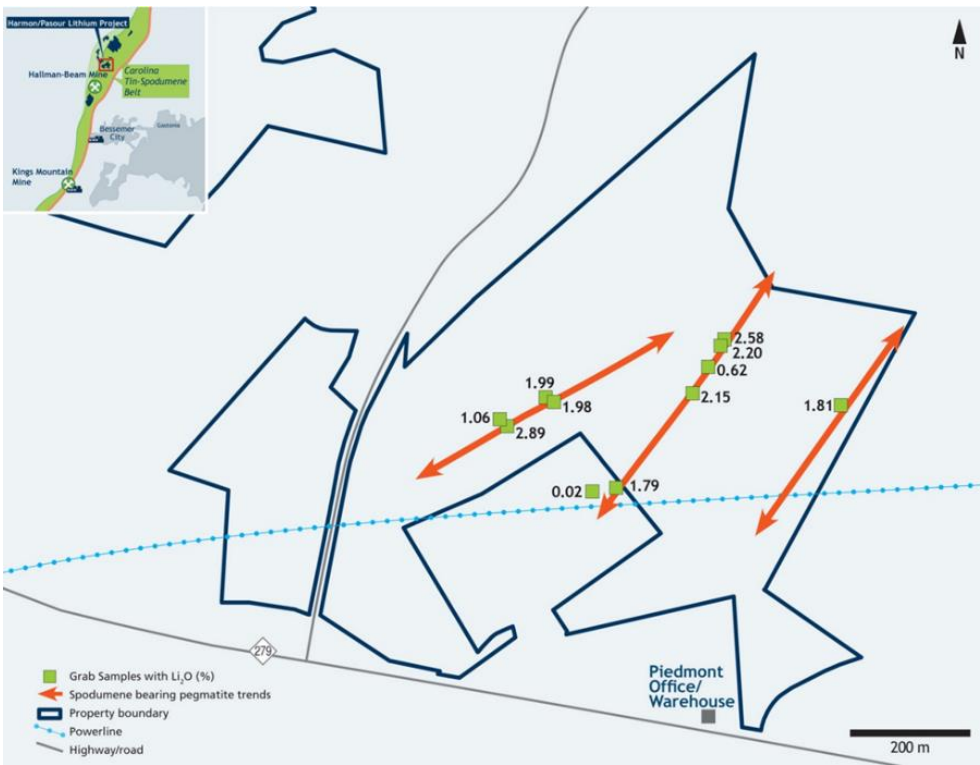 Harmon/Pasour Lithium Project
Hallman-Beam Mine
Carolina
Tin-Spodumene
Belt
Bessemer
City
Gastonia
Kings Mountain
Mine
N
2.58
2.20
0.62
1.99
1.98
2.15
1.81
1.06
2.89
1.79
0.02
279
Piedmont
Office/
Warehouse
Grab Samples with Li₂O (%)
Spodumene bearing pegmatite trends
Property boundary
Powerline
Highway/road
200 m